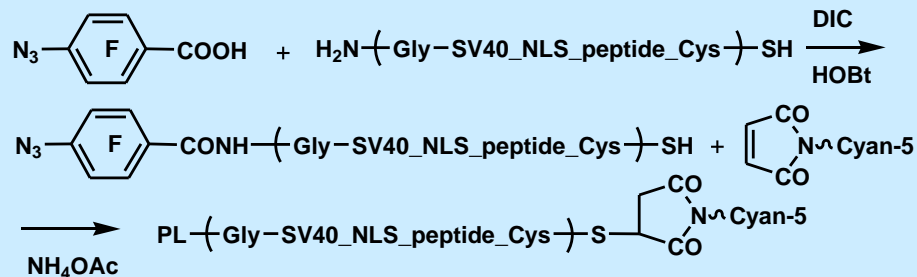 N3 F COOH + H2N Gly SV40_NLS_peptide_Cys SH DIC HOBt
N3 F CONH Gly SV40_NLS_peptide_Cys SH + CO N CO Cyan-5
NH4OAc PL Gly SV40_NLS_peptide_Cys S CO N CO Cyan-5